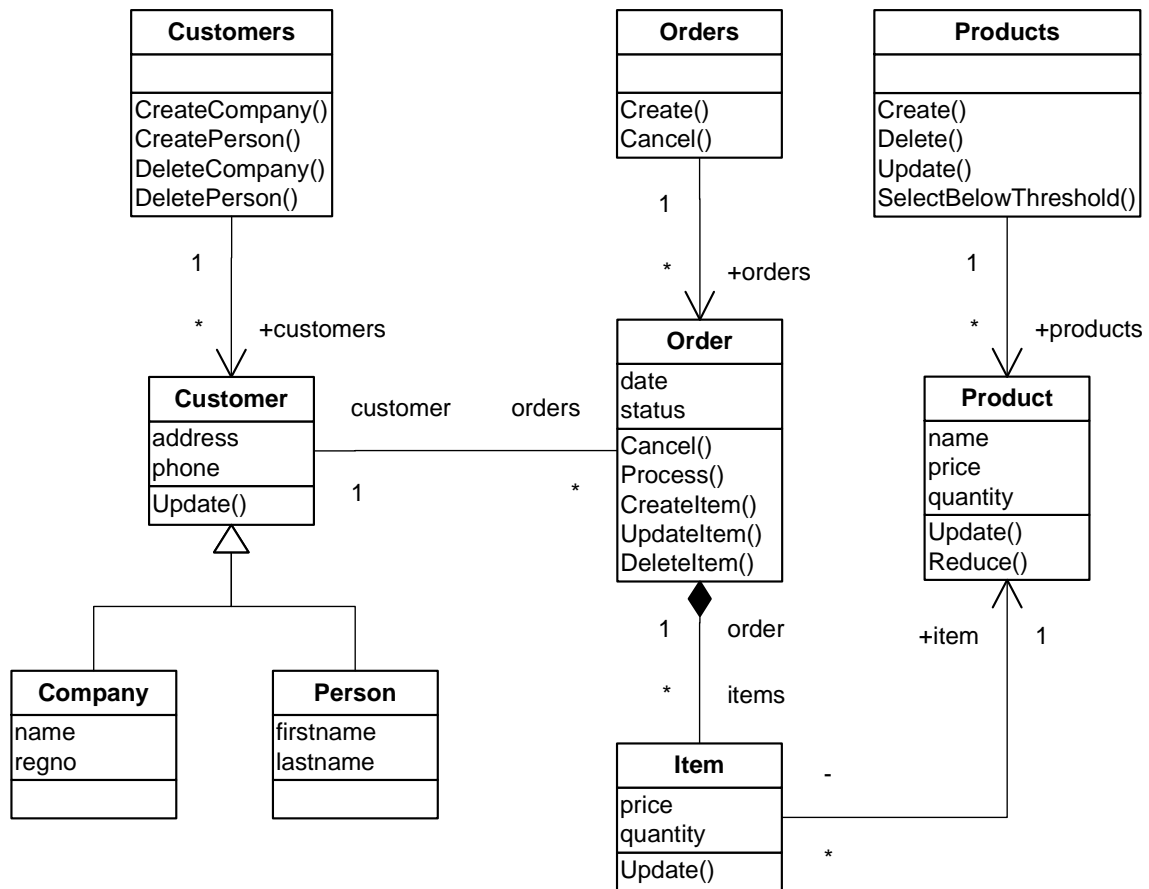 Customers
CreateCompany()
CreatePerson()
DeleteCompany()
DeletePerson()
Orders
Create()
Cancel()
Products
Create()
Delete()
Update()
SelectBelowThreshold()
1
* +customers
1
* +orders
1
* +products
Customer
address
phone
Update()
customer orders
1 *
Order
date
status
Cancel()
Process()
CreateItem()
UpdateItem()
DeleteItem()
Product
name
price
quantity
Update()
Reduce()
1 order
* items
+item 1
Company
name
regno
Person
firstname
lastname
Item
price
quantity
Update()
-
*